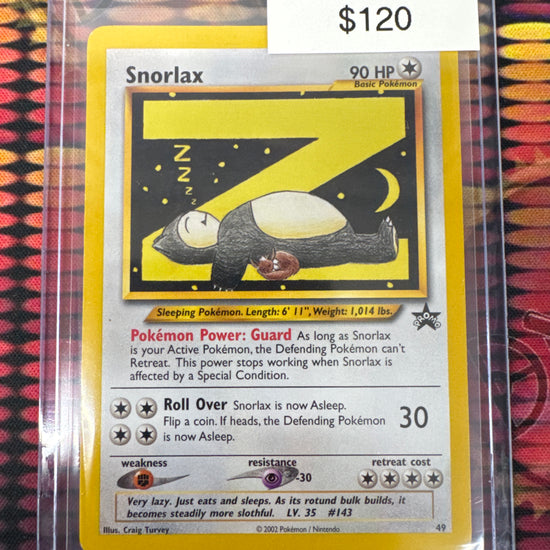 $120
Snorlax
90 HP
Basic Pokémon
Z
Z
Z
Z
Z
Sleeping Pokémon. Length: 6' 11", Weight: 1,014 lbs.
PROMO
Pokémon Power: Guard As long as Snorlax
is your Active Pokémon, the Defending Pokémon can't
Retreat. This power stops working when Snorlax is
affected by a Special Condition.
Roll Over Snorlax is now Asleep.
Flip a coin. If heads, the Defending Pokémon
is now Asleep.
30
weakness
resistance
retreat cost
-30
Very lazy. Just eats and sleeps. As its rotund bulk builds, it
becomes steadily more slothful. LV. 35 #143
Illus. Craig Turvey
© 2002 Pokémon / Nintendo
49